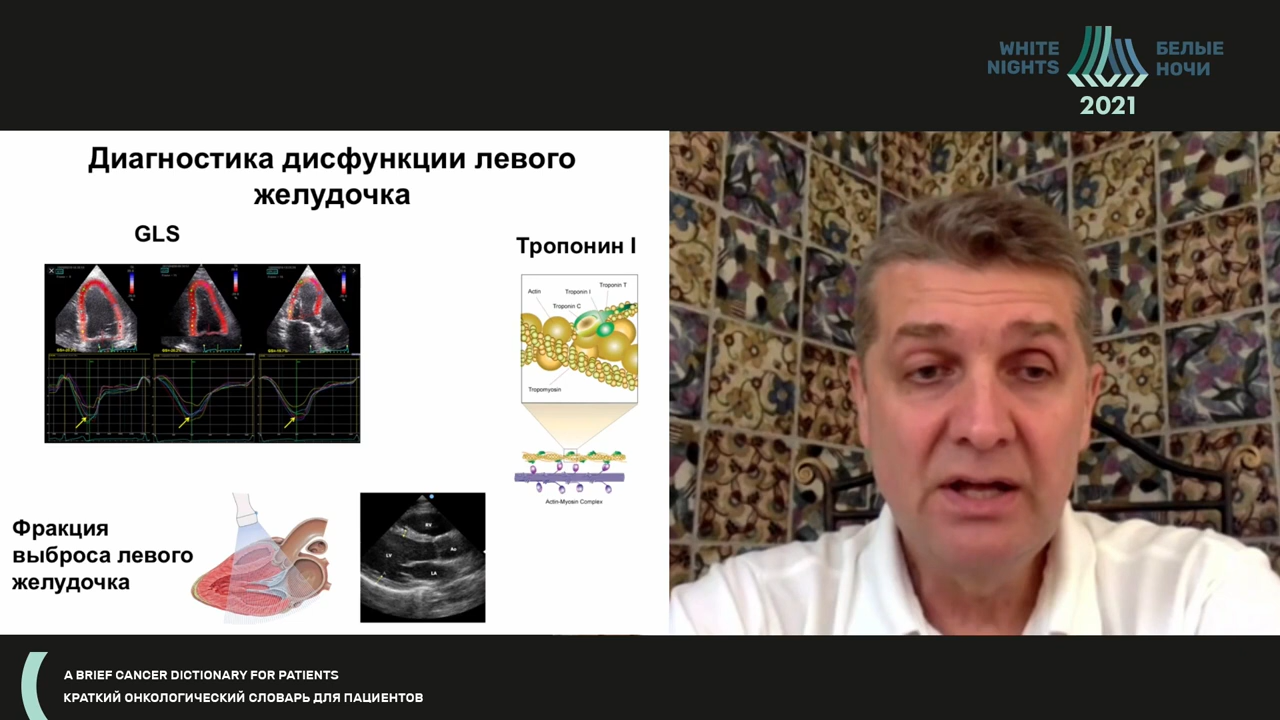 WHITE
NIGHTS
БЕЛЫЕ
НОЧИ
2021
Диагностика дисфункции левого
желудочка
GLS
Тропонин I
Actin
Troponin I
Troponin T
Troponin C
Tropomyosin
Actin-Myosin Complex
Фракция
выброса левого
желудочка
RV
LV
Ao
LA
A BRIEF CANCER DICTIONARY FOR PATIENTS
КРАТКИЙ ОНКОЛОГИЧЕСКИЙ СЛОВАРЬ ДЛЯ ПАЦИЕНТОВ